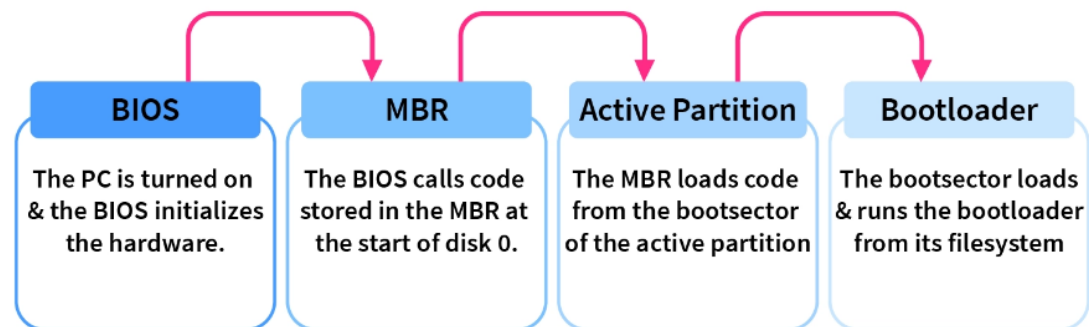 BIOS
The PC is turned on
& the BIOS initializes
the hardware.
MBR
The BIOS calls code
stored in the MBR at
the start of disk 0.
Active Partition
The MBR loads code
from the bootsector
of the active partition
Bootloader
The bootsector loads
& runs the bootloader
from its filesystem